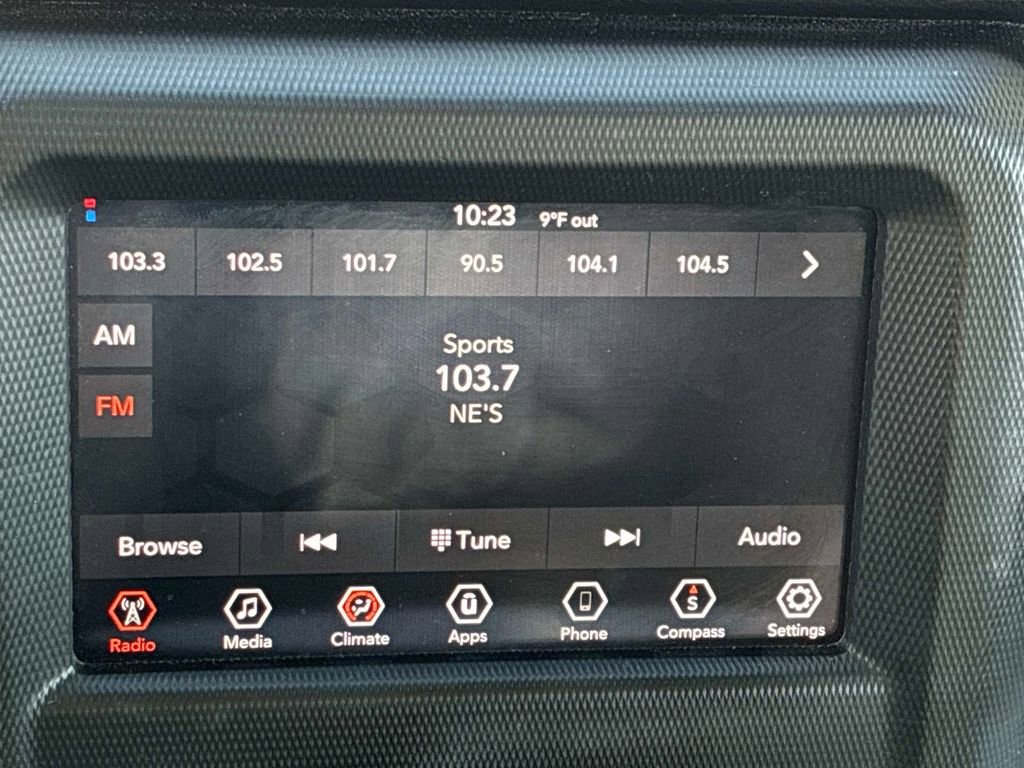 10:23 9°F out
103.3 102.5 101.7 90.5 104.1 104.5
AM
Sports
103.7
FM
NE'S
Browse Tune Audio
ū S
Radio Media Climate Apps Phone Compass Settings